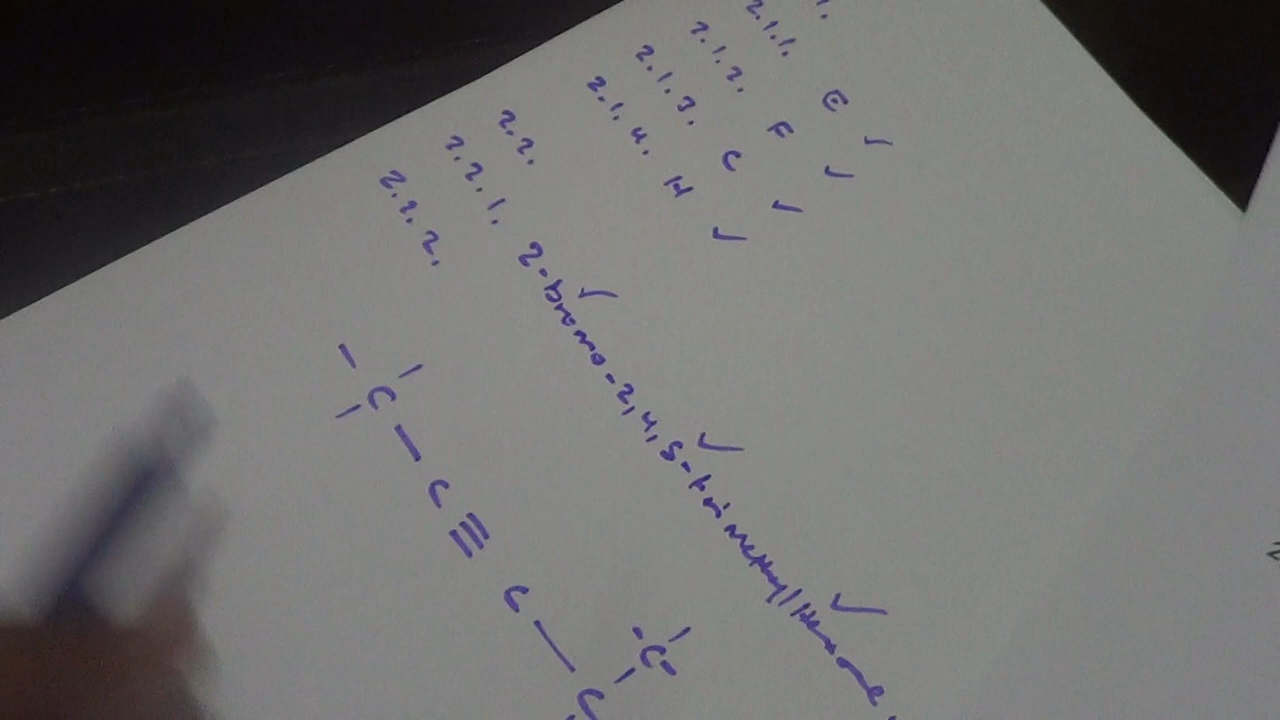 2.1.1. E ✓
2.1.2. F ✓
2.1.3. C ✓
2.1.4. H ✓
2.2.
2.2.1. 2-bromo-2,4,5-trimethylhexane
2.2.2.
C
- C - C ≡ C - C